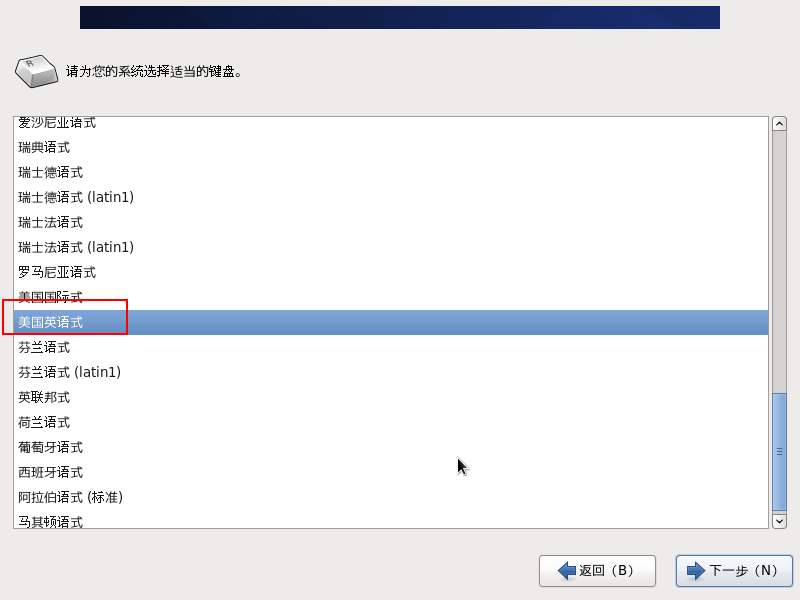 请为您的系统选择适当的键盘。
爱沙尼亚语式
瑞典语式
瑞士德语式
瑞士德语式 (latin1)
瑞士法语式
瑞士法语式 (latin1)
罗马尼亚语式
美国国际式
美国英语式
芬兰语式
芬兰语式 (latin1)
英联邦式
荷兰语式
葡萄牙语式
西班牙语式
阿拉伯语式 (标准)
马其顿语式
返回（B）
下一步（N）